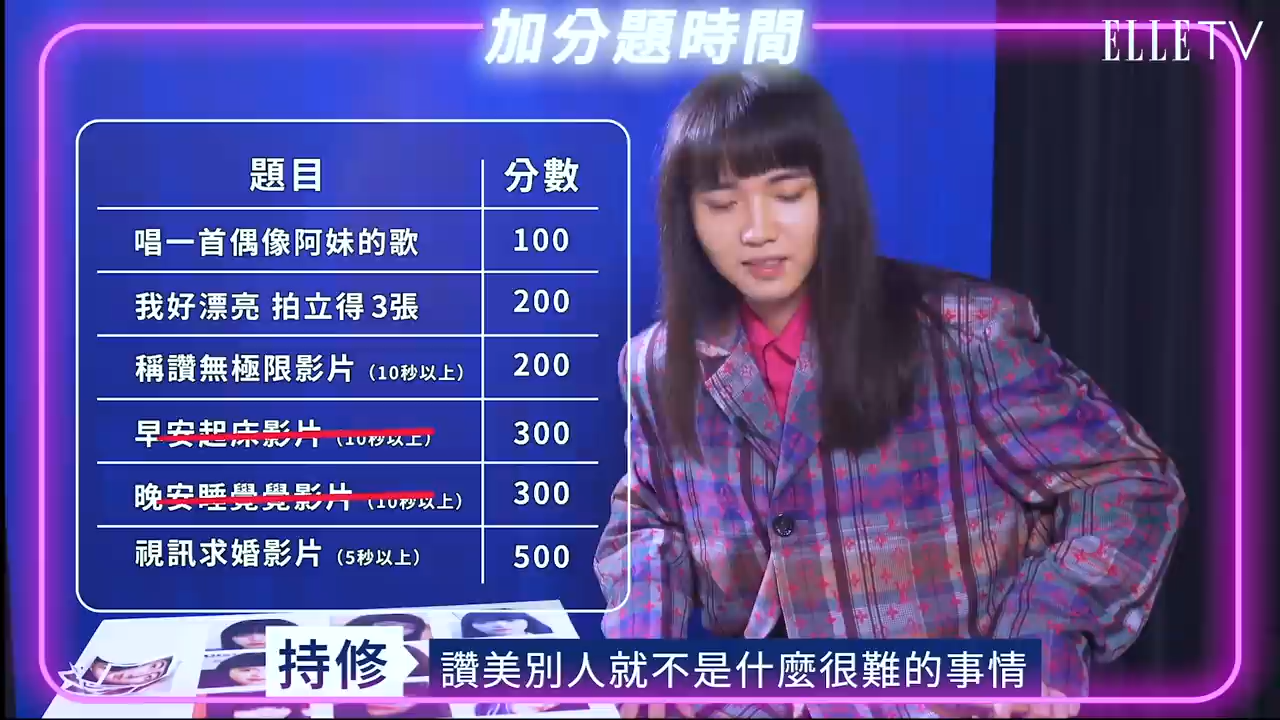 加分題時間
ELLE TV
題目 分數
唱一首偶像阿妹的歌 100
我好漂亮 拍立得 3張 200
稱讚無極限影片 (10秒以上) 200
早安起床影片 (10秒以上) 300
晚安睡覺覺影片 (10秒以上) 300
視訊求婚影片 (5秒以上) 500
持修 讚美別人就不是什麼很難的事情